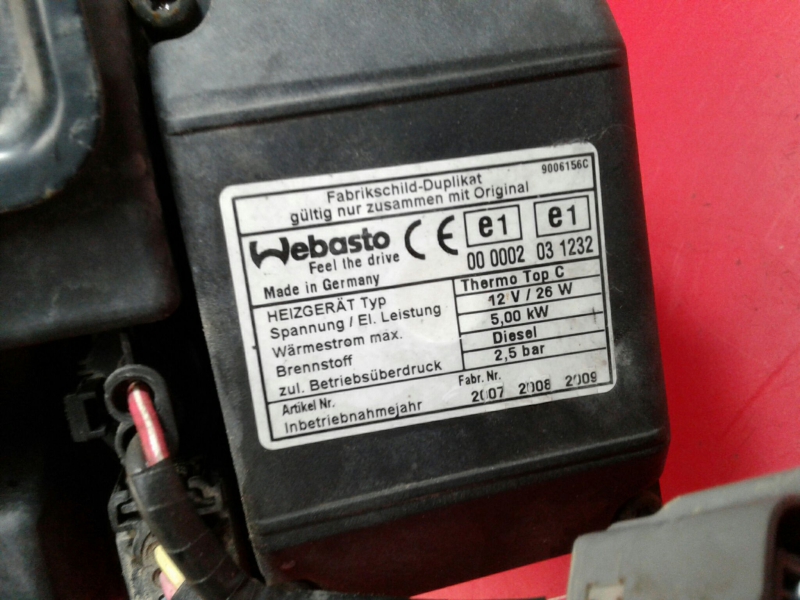 Fabrikschild-Duplikat 9006156C
gültig nur zusammen mit Original
Webasto CE e1 e1
Feel the drive 00 0002 03 1232
Made in Germany
HEIZGERÄT Typ Thermo Top C
Spannung / El. Leistung 12 V / 26 W
Wärmestrom max. 5,00 kW
Brennstoff Diesel
zul. Betriebsüberdruck 2,5 bar
Artikel Nr. Fabr. Nr.
Inbetriebnahmejahr 2007 2008 2009